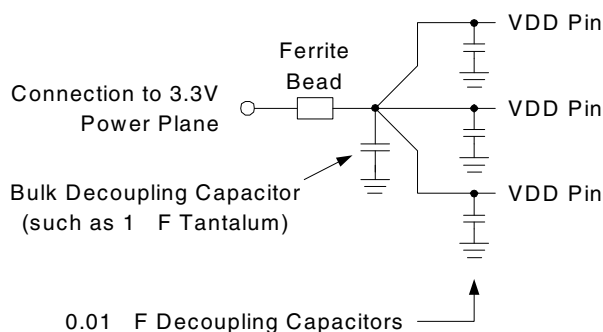 VDD Pin
Ferrite
Bead
Connection to 3.3V
Power Plane
VDD Pin
Bulk Decoupling Capacitor
(such as 1 F Tantalum)
VDD Pin
0.01 F Decoupling Capacitors